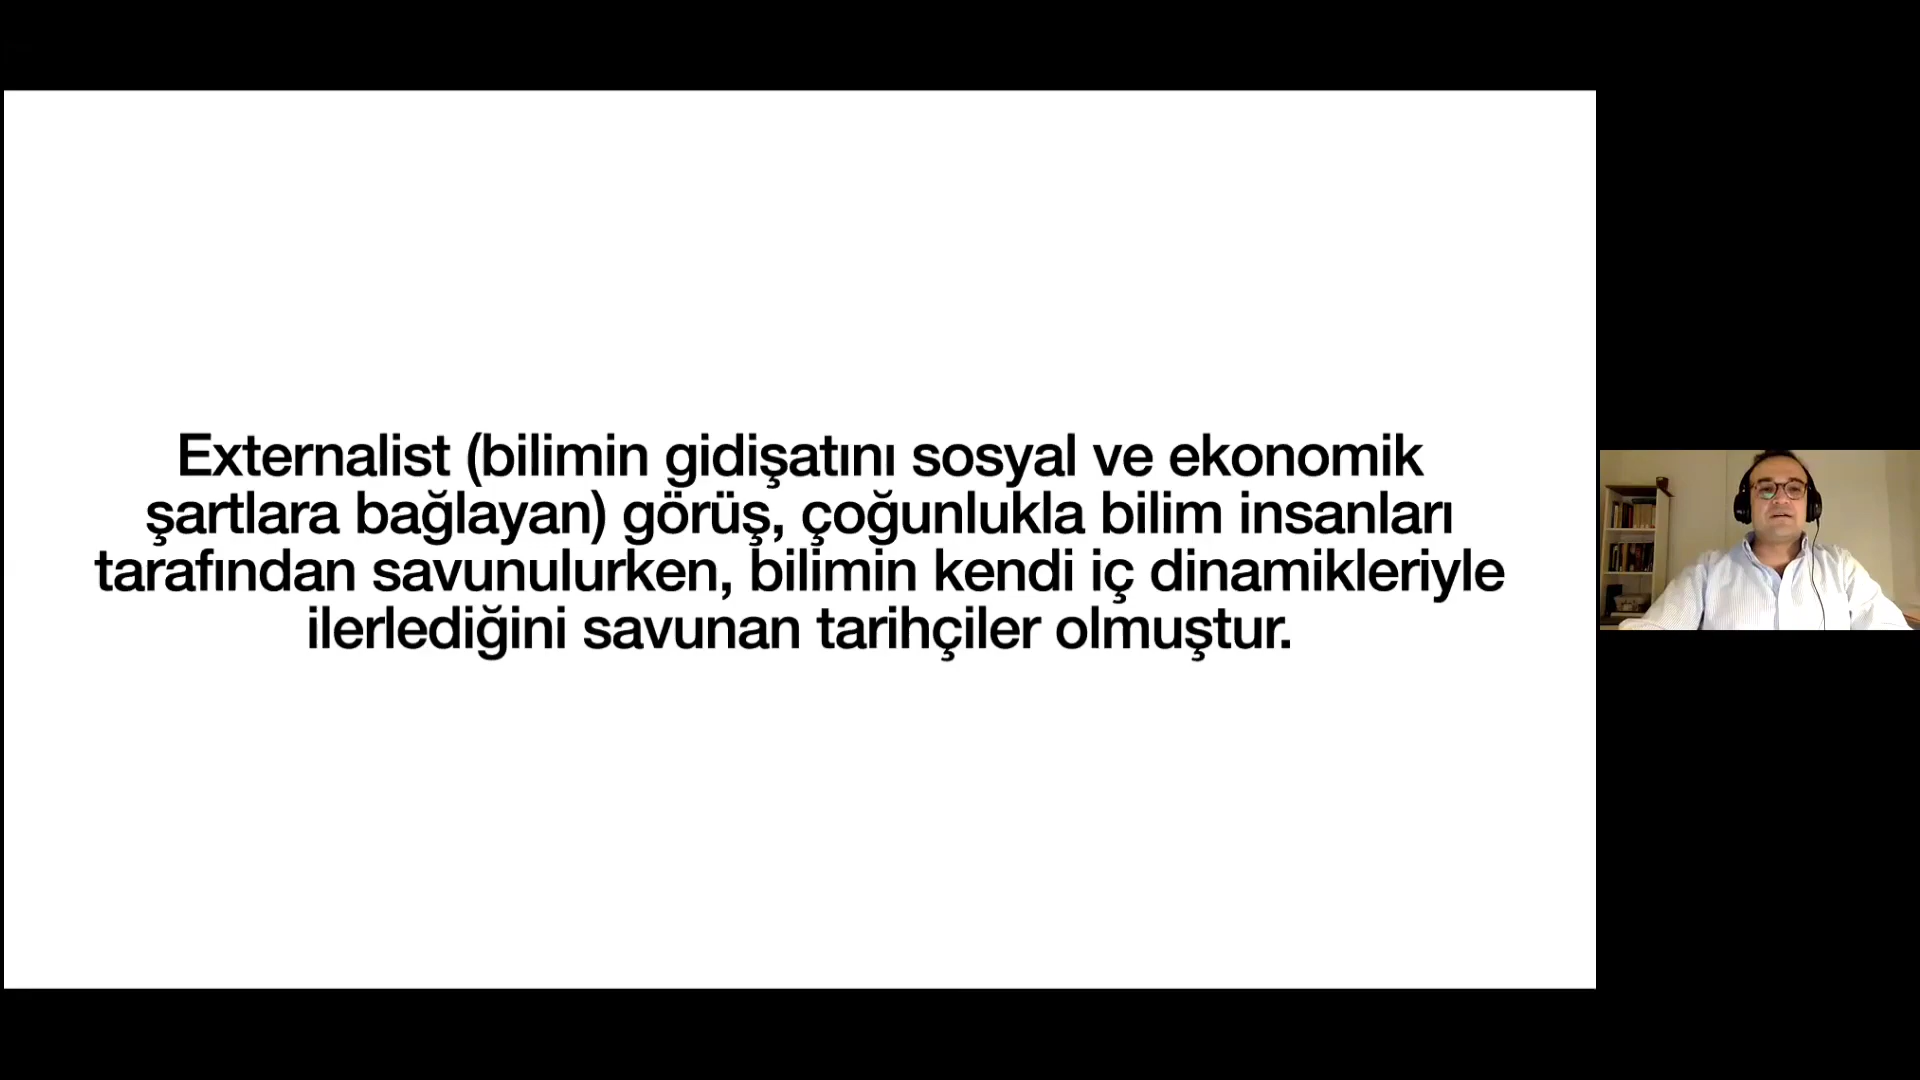 Externalist (bilimin gidişatını sosyal ve ekonomik
şartlara bağlayan) görüş, çoğunlukla bilim insanları
tarafından savunulurken, bilimin kendi iç dinamikleriyle
ilerlediğini savunan tarihçiler olmuştur.